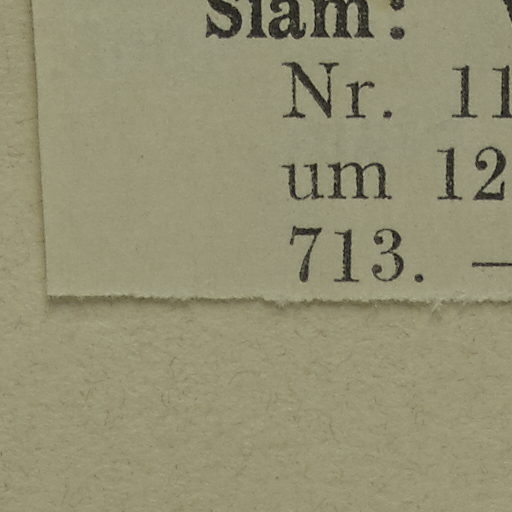 Siam:
Nr. 11
um 12
713. —